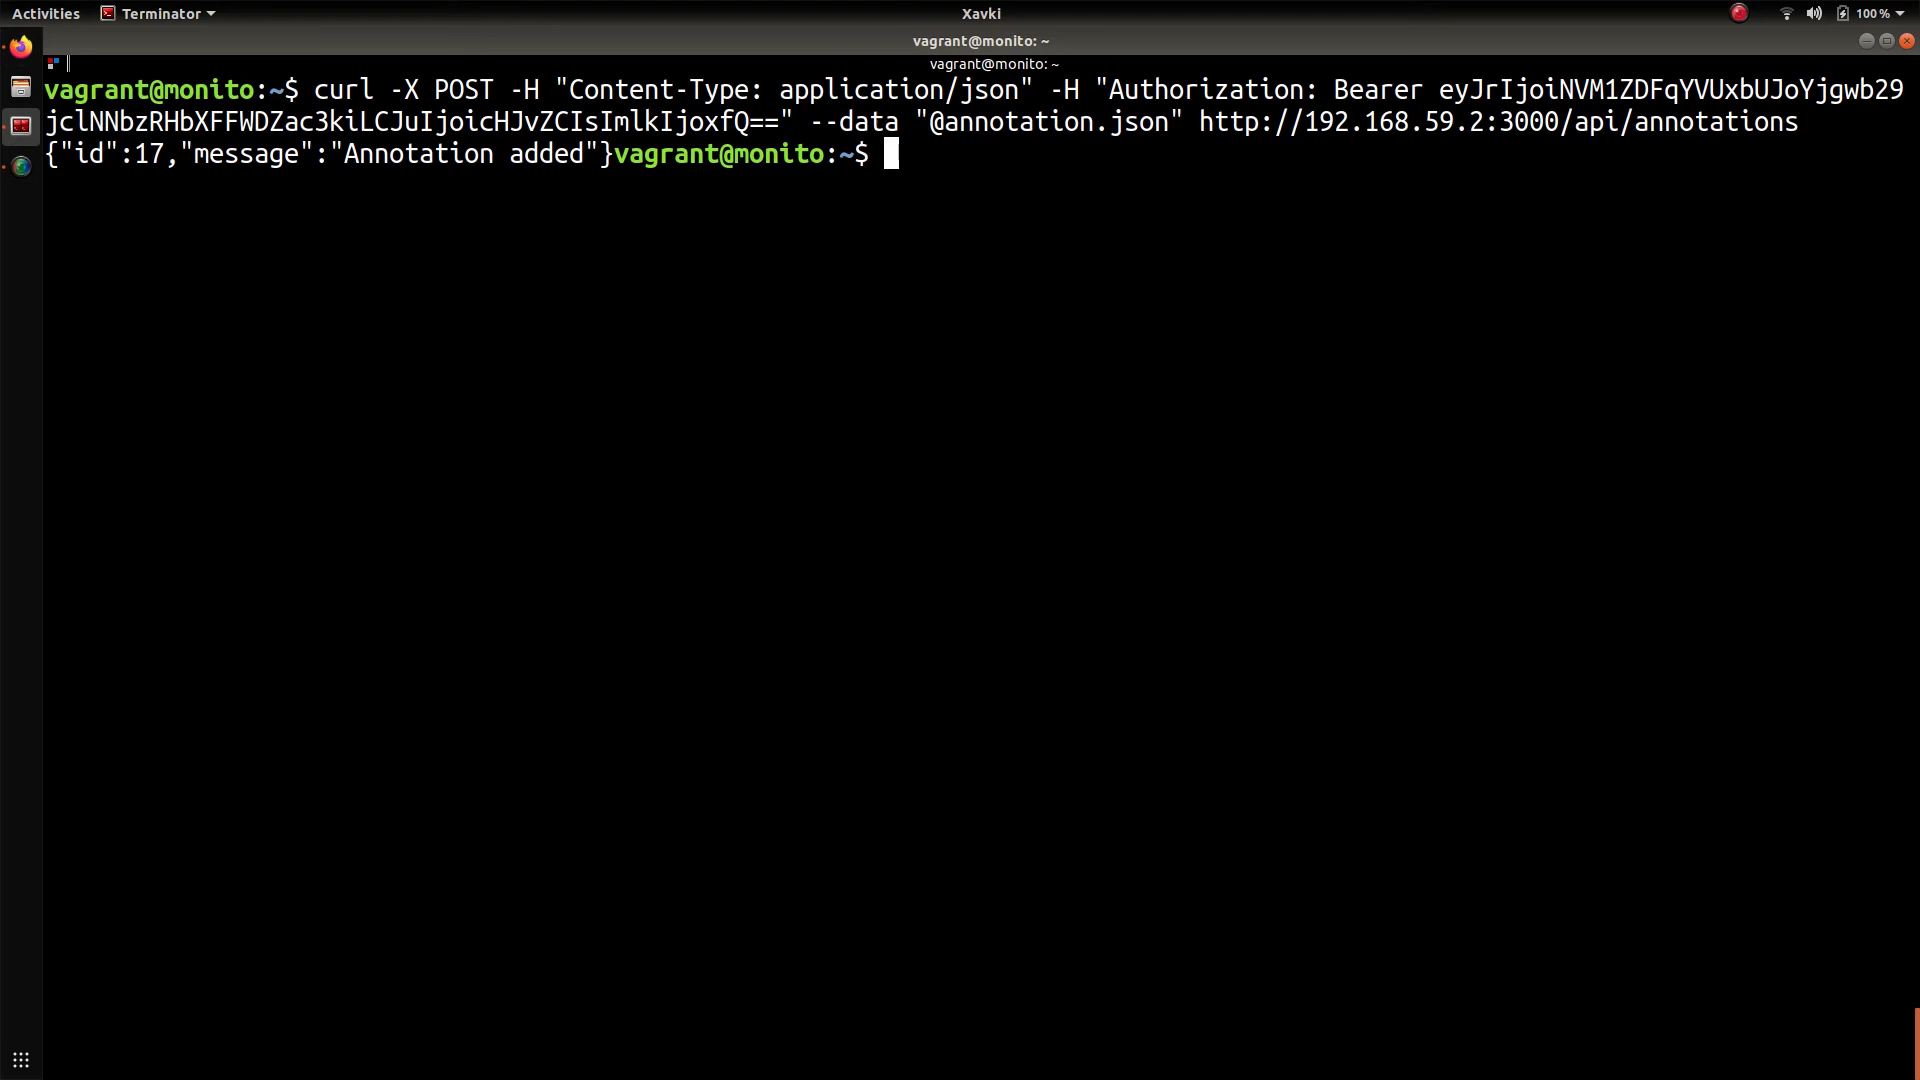 Activities Terminator Xavki 100 %
vagrant@monito: ~
vagrant@monito: ~
vagrant@monito:~$ curl -X POST -H "Content-Type: application/json" -H "Authorization: Bearer eyJrIjoiNVM1ZDFqYVUxbUJoYjgwb29
jclNNbzRHbXFFWDZac3kiLCJuIjoicHJvZCIsImlkIjoxfQ==" --data "@annotation.json" http://192.168.59.2:3000/api/annotations
{"id":17,"message":"Annotation added"}vagrant@monito:~$